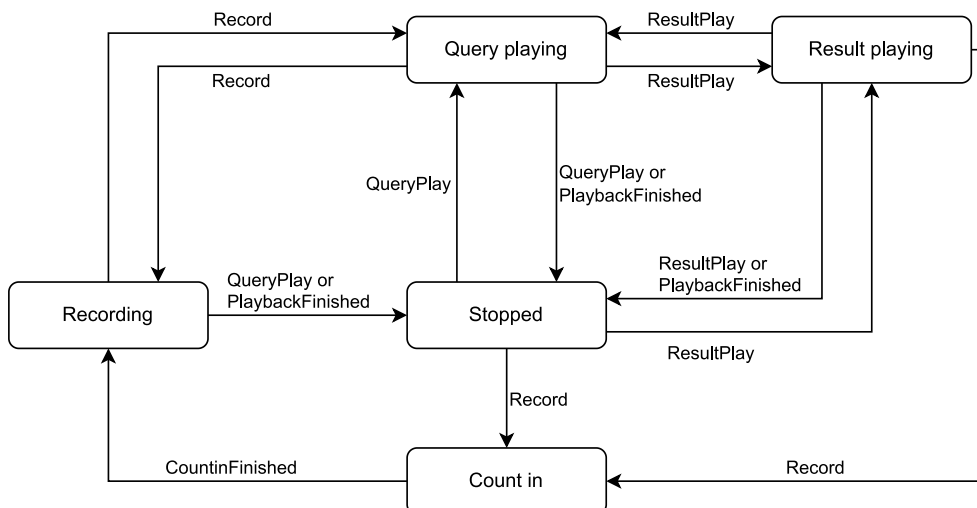 Record
ResultPlay
Query playing
Result playing
Record
ResultPlay
QueryPlay
QueryPlay or
PlaybackFinished
QueryPlay or
PlaybackFinished
ResultPlay or
PlaybackFinished
Recording
Stopped
ResultPlay
Record
CountinFinished
Count in
Record